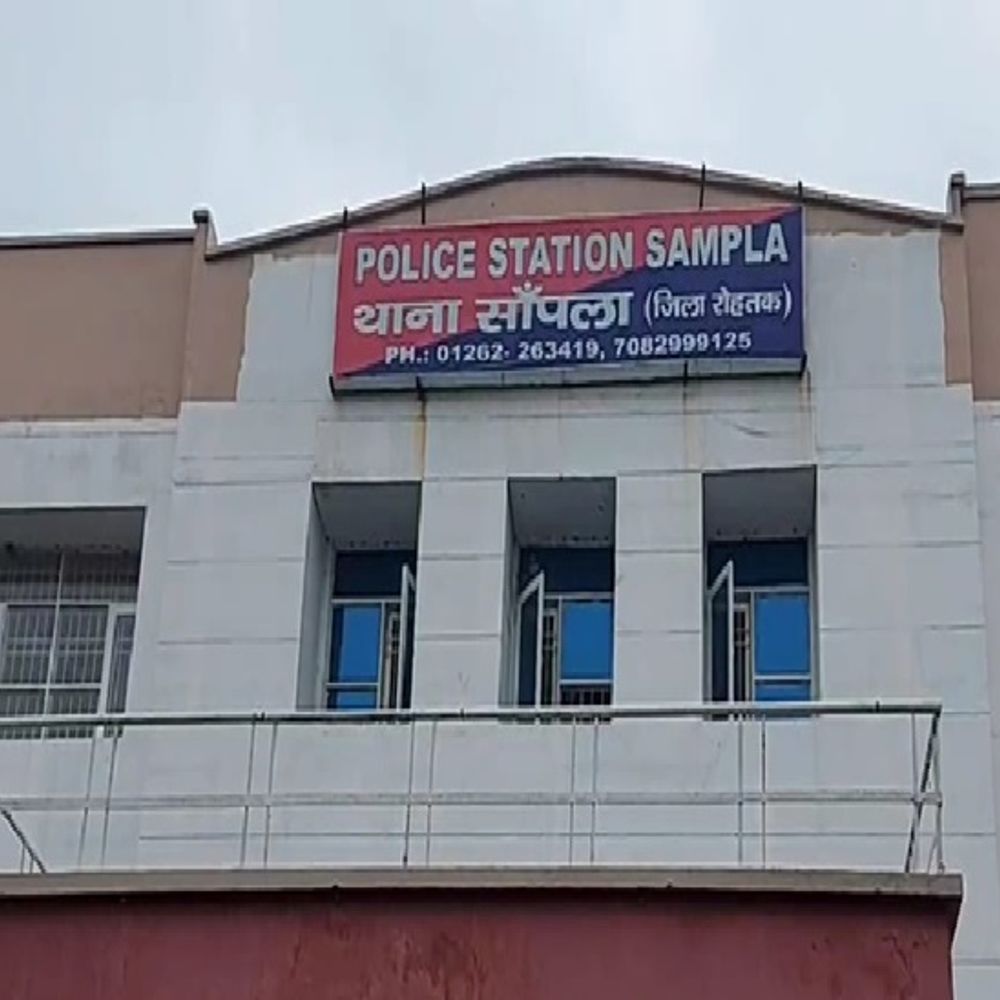 POLICE STATION SAMPLA
थाना साँपला (जिला रोहतक)
PH.: 01262- 263419, 7082999125